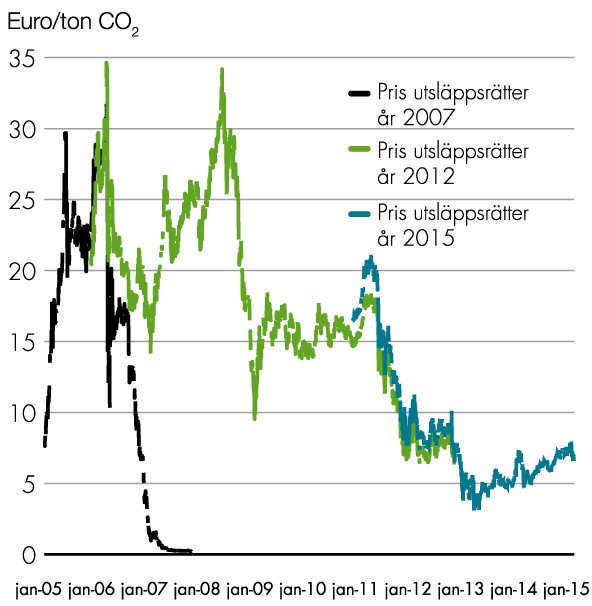 Euro/ton CO₂
35
30
25
20
15
10
5
0
Pris utsläppsrätter
år 2007
Pris utsläppsrätter
år 2012
Pris utsläppsrätter
år 2015
jan-05 jan-06 jan-07 jan-08 jan-09 jan-10 jan-11 jan-12 jan-13 jan-14 jan-15